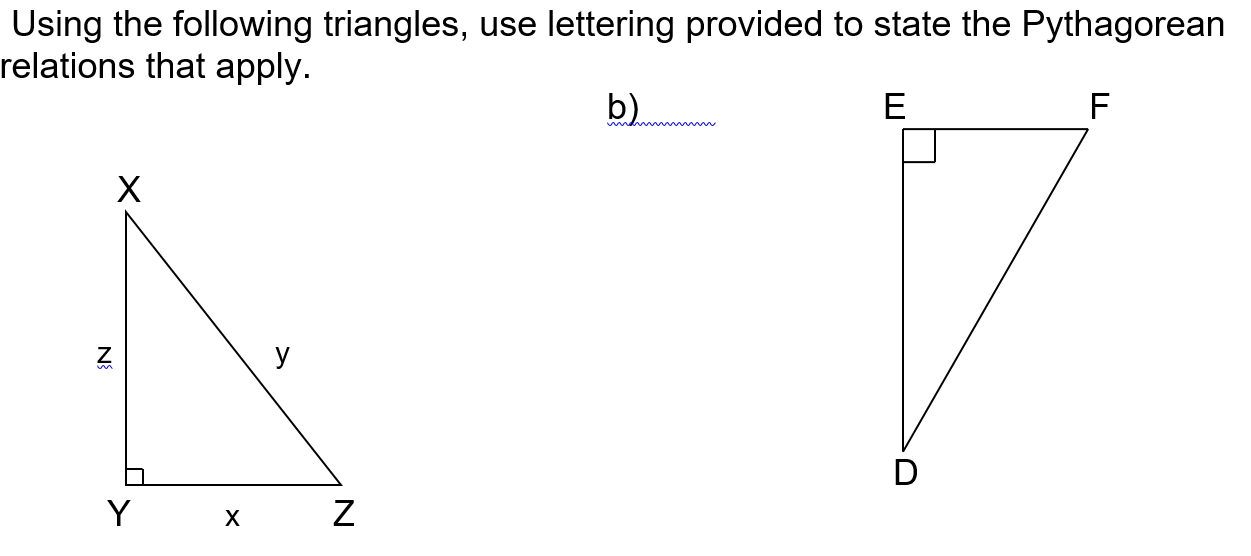 Using the following triangles, use lettering provided to state the Pythagorean
relations that apply.
b)
E F
X
z y
D
Y x Z